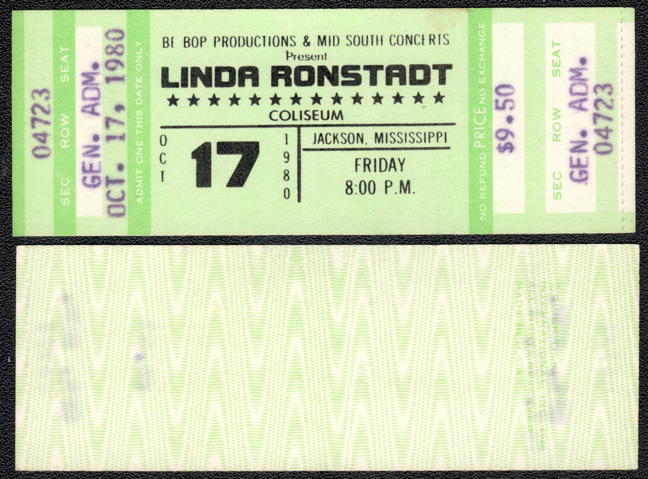 04723
SEC ROW SEAT
GEN. ADM.
OCT. 17, 1980
ADMIT ONE THIS DATE ONLY
BE BOP PRODUCTIONS & MID SOUTH CONCERTS
Present
LINDA RONSTADT
★ ★ ★ ★ ★ ★ ★ ★ ★ ★ ★ ★ ★ ★
COLISEUM
OCT 17 1980
JACKSON, MISSISSIPPI
FRIDAY
8:00 P.M.
NO REFUND PRICE NO EXCHANGE
$9.50
SEC ROW SEAT
GEN. ADM.
04723